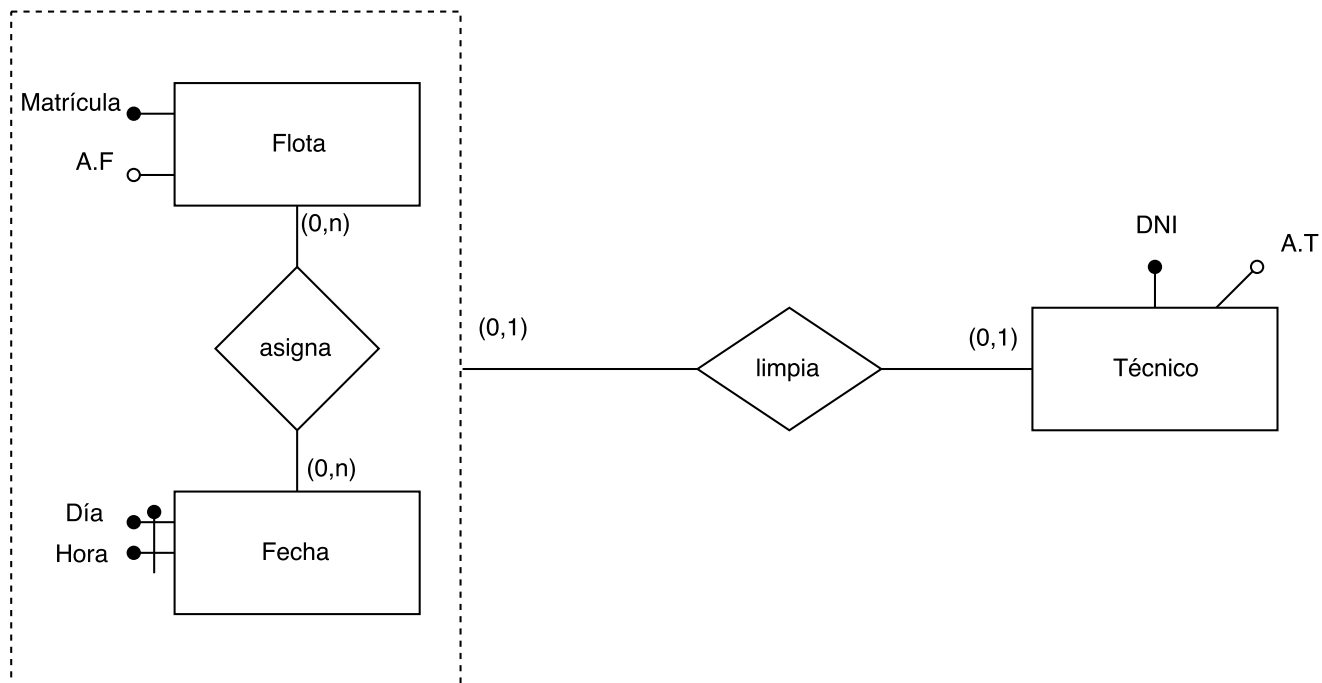 Matrícula
Flota
A.F
(0,n)
asigna
(0,n)
Día
Hora
Fecha
(0,1)
limpia
(0,1)
DNI
A.T
Técnico